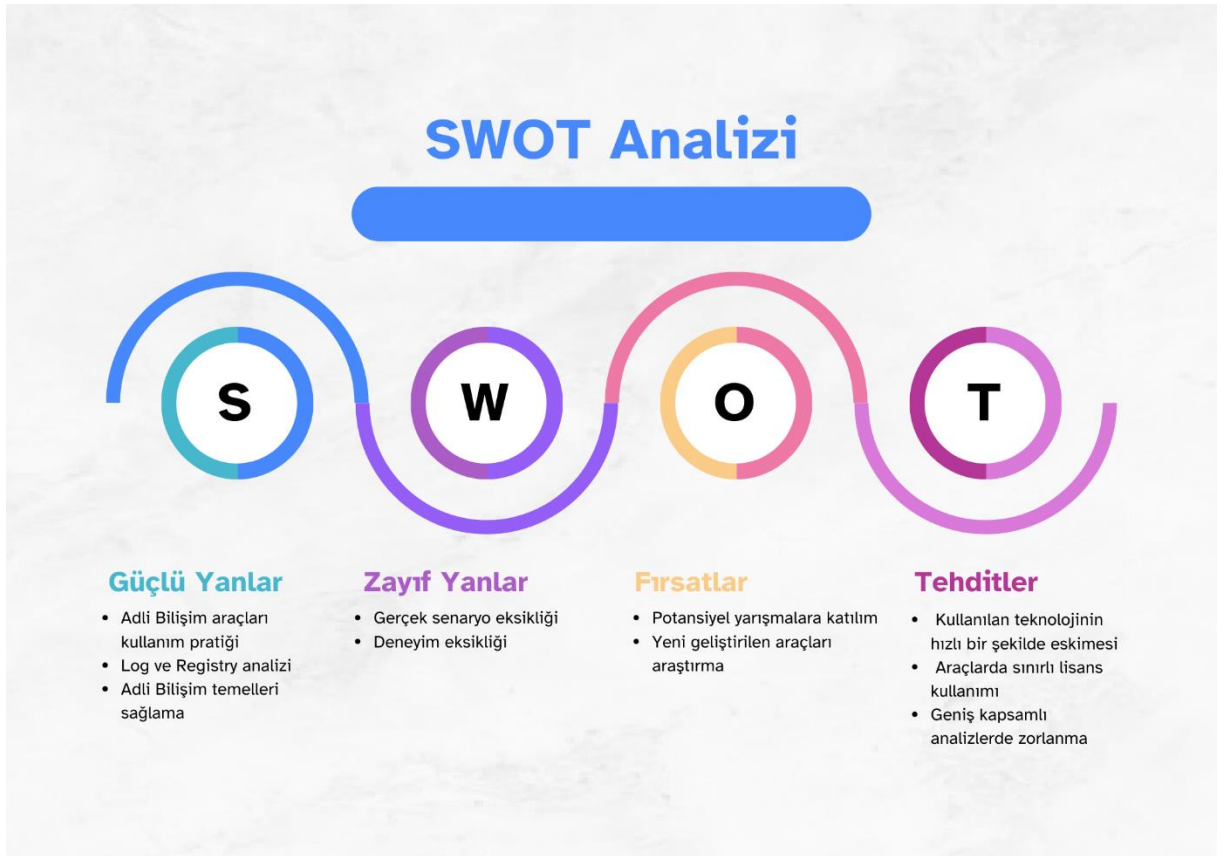 SWOT Analizi
S
W
O
T
Güçlü Yanlar
• Adli Bilişim araçları
kullanım pratiği
• Log ve Registry analizi
• Adli Bilişim temelleri
sağlama
Zayıf Yanlar
• Gerçek senaryo eksikliği
• Deneyim eksikliği
Fırsatlar
• Potansiyel yarışmalara katılım
• Yeni geliştirilen araçları
araştırma
Tehditler
• Kullanılan teknolojinin
hızlı bir şekilde eskimesi
• Araçlarda sınırlı lisans
kullanımı
• Geniş kapsamlı
analizlerde zorlanma